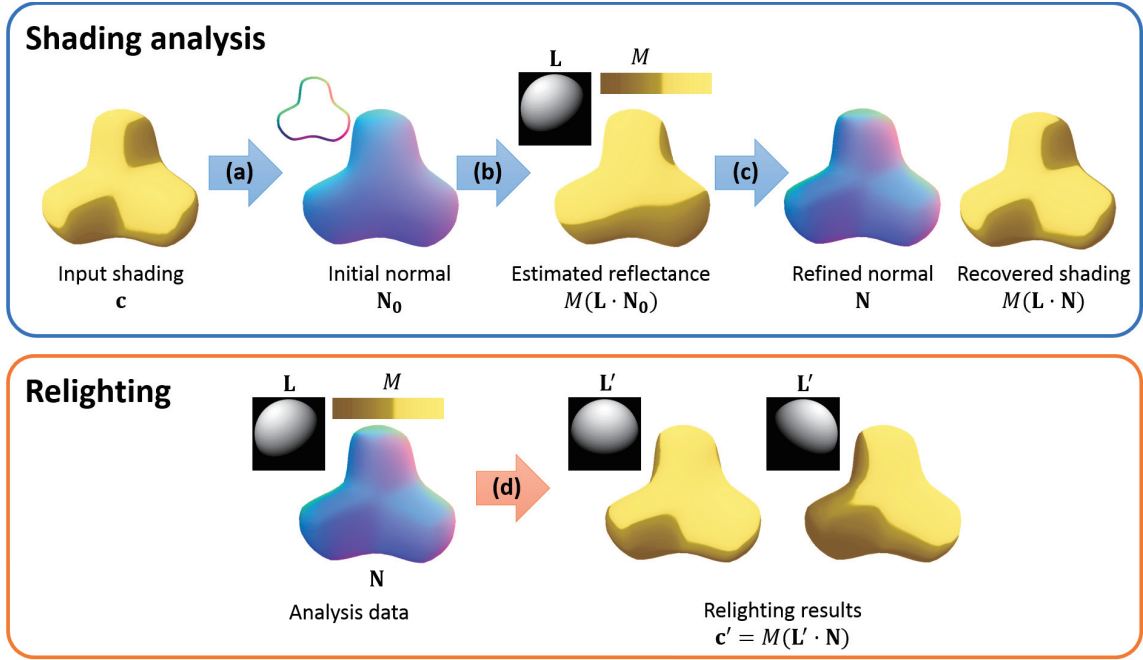 Shading analysis
L
M
(a)
(b)
(c)
Input shading
c
Initial normal
N₀
Estimated reflectance
M(L · N₀)
Refined normal
N
Recovered shading
M(L · N)
Relighting
L
M
L′
L′
(d)
N
Analysis data
Relighting results
c′ = M(L′ · N)